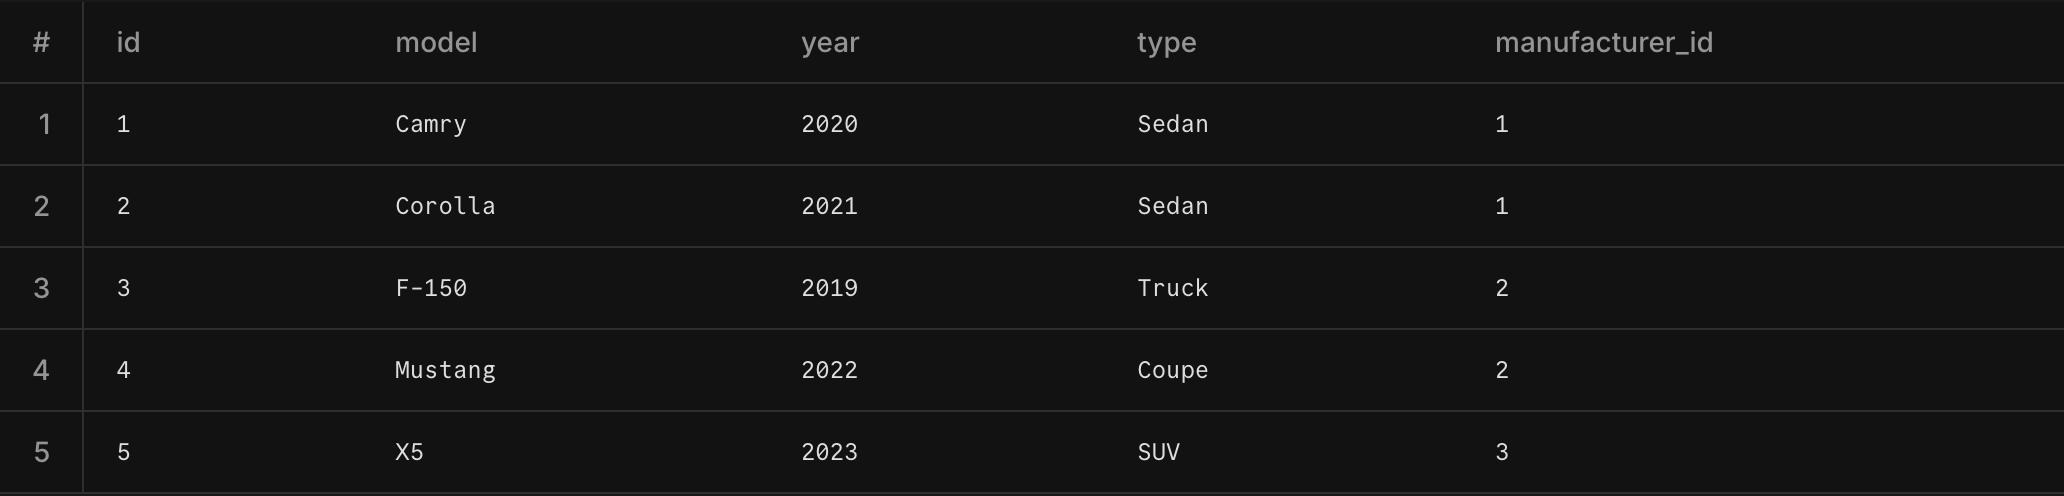 # id model year type manufacturer_id
1 1 Camry 2020 Sedan 1
2 2 Corolla 2021 Sedan 1
3 3 F-150 2019 Truck 2
4 4 Mustang 2022 Coupe 2
5 5 X5 2023 SUV 3